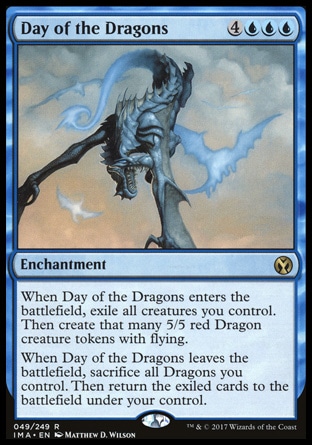 Day of the Dragons 4
Enchantment
When Day of the Dragons enters the
battlefield, exile all creatures you control.
Then create that many 5/5 red Dragon
creature tokens with flying.
When Day of the Dragons leaves the
battlefield, sacrifice all Dragons you
control. Then return the exiled cards to the
battlefield under your control.
049/249 R
IMA • EN Matthew D. Wilson
™ & © 2017 Wizards of the Coast